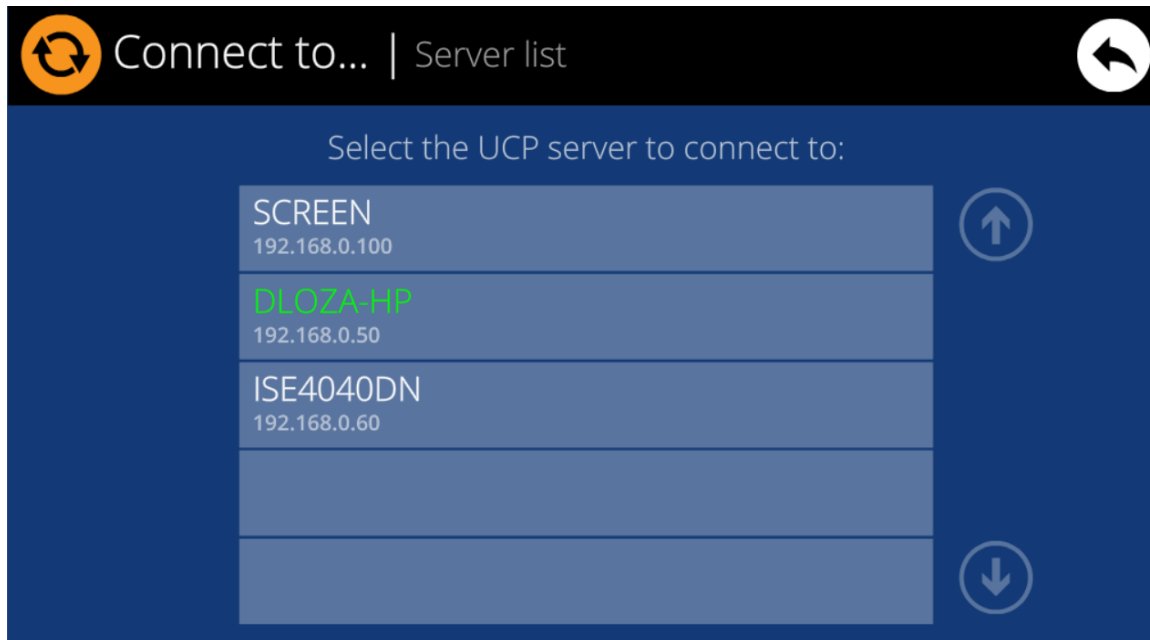 Connect to... | Server list
Select the UCP server to connect to:
SCREEN
192.168.0.100
DLOZA-HP
192.168.0.50
ISE4040DN
192.168.0.60